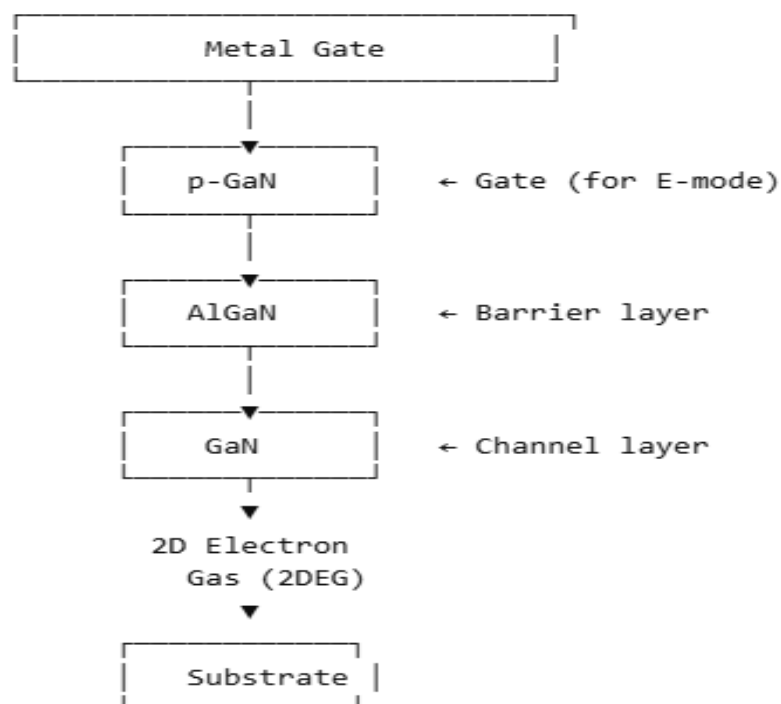 Metal Gate
p-GaN ← Gate (for E-mode)
AlGaN ← Barrier layer
GaN ← Channel layer
2D Electron
Gas (2DEG)
Substrate